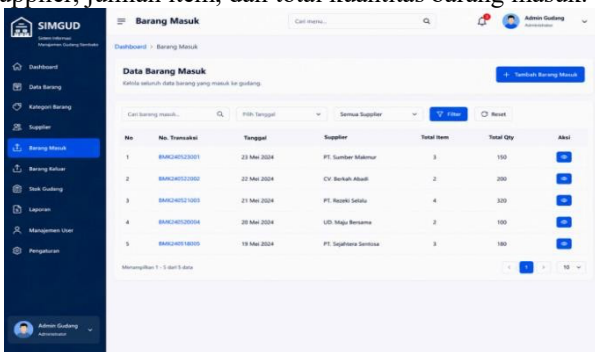 supplier, jumlah item, dan total kuantitas barang masuk.
SIMGUD
Sistem Informasi
Manajemen Gudang Sembako
Barang Masuk
Cari menu...
Admin Gudang
Administrator
Dashboard > Barang Masuk
Dashboard
Data Barang
Kategori Barang
Supplier
Barang Masuk
Barang Keluar
Stok Gudang
Laporan
Manajemen User
Pengaturan
Admin Gudang
Administrator
Data Barang Masuk
Kelola seluruh data barang yang masuk ke gudang.
+ Tambah Barang Masuk
Cari barang masuk...
Pilih Tanggal
Semua Supplier
Filter
Reset
No No. Transaksi Tanggal Supplier Total Item Total Qty Aksi
1 BMK240523001 23 Mei 2024 PT. Sumber Makmur 3 150
2 BMK240522002 22 Mei 2024 CV. Berkah Abadi 2 200
3 BMK240521003 21 Mei 2024 PT. Rezeki Selalu 4 320
4 BMK240520004 20 Mei 2024 UD. Maju Bersama 2 100
5 BMK240518005 19 Mei 2024 PT. Sejahtera Sentosa 3 180
Menampilkan 1 - 5 dari 5 data
< 1 > 10